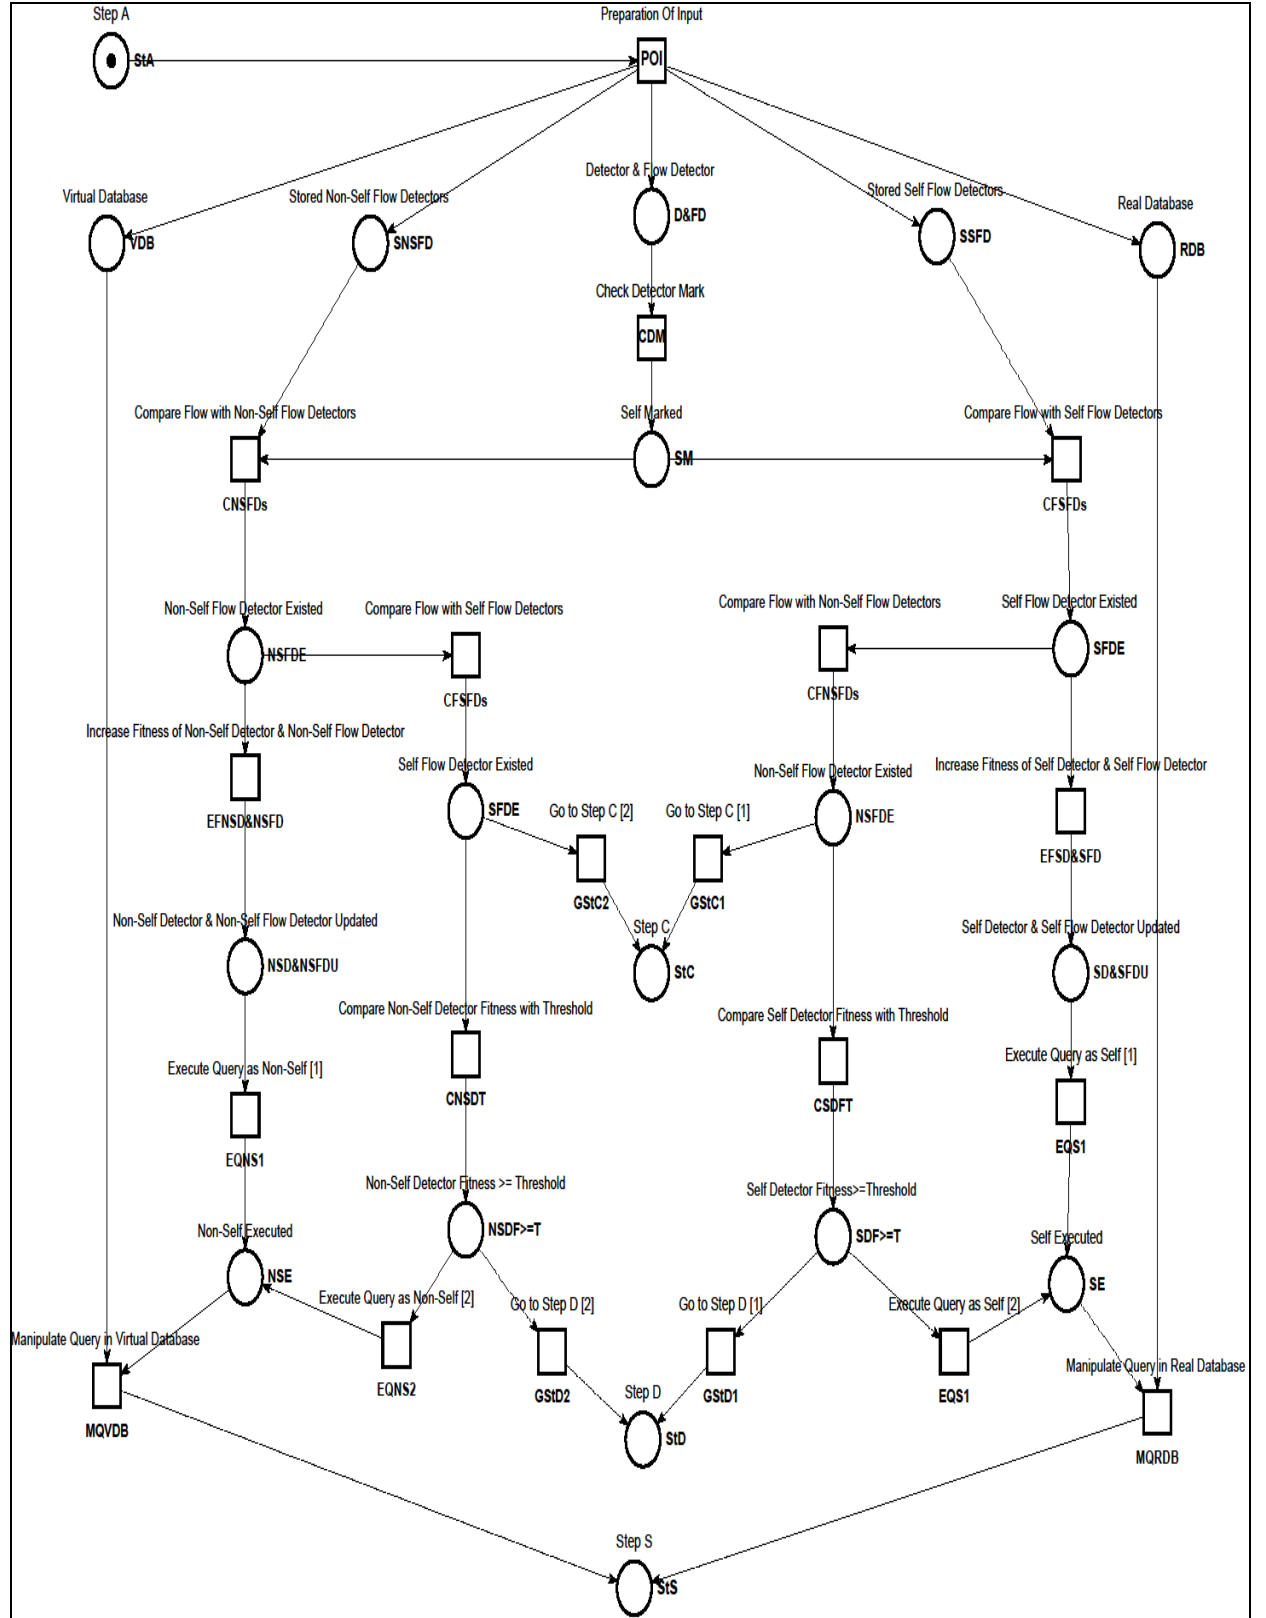 Step A
Preparation Of Input
StA
POI
Detector & Flow Detector
Virtual Database
Stored Non-Self Flow Detectors
Stored Self Flow Detectors
Real Database
VDB
SNSFD
D&FD
SSFD
RDB
Check Detector Mark
CDM
Compare Flow with Non-Self Flow Detectors
Self Marked
Compare Flow with Self Flow Detectors
SM
CNSFDs
CFSFDs
Non-Self Flow Detector Existed
Compare Flow with Self Flow Detectors
Compare Flow with Non-Self Flow Detectors
Self Flow Detector Existed
NSFDE
SFDE
CFSFDs
CFNSFDs
Increase Fitness of Non-Self Detector & Non-Self Flow Detector
Self Flow Detector Existed
Non-Self Flow Detector Existed
Increase Fitness of Self Detector & Self Flow Detector
EFNSD&NSFD
SFDE
Go to Step C [2]
Go to Step C [1]
NSFDE
EFSD&SFD
GStC2
GStC1
Non-Self Detector & Non-Self Flow Detector Updated
Step C
Self Detector & Self Flow Detector Updated
NSD&NSFDU
StC
SD&SFDU
Compare Non-Self Detector Fitness with Threshold
Compare Self Detector Fitness with Threshold
Execute Query as Non-Self [1]
Execute Query as Self [1]
CNSDT
CSDFT
EQNS1
EQS1
Non-Self Detector Fitness >= Threshold
Self Detector Fitness>=Threshold
Non-Self Executed
NSDF>=T
SDF>=T
Self Executed
NSE
SE
Execute Query as Non-Self [2]
Go to Step D [2]
Go to Step D [1]
Execute Query as Self [2]
Manipulate Query in Virtual Database
Manipulate Query in Real Database
EQNS2
GStD2
Step D
GStD1
EQS1
MQVDB
StD
MQRDB
Step S
StS